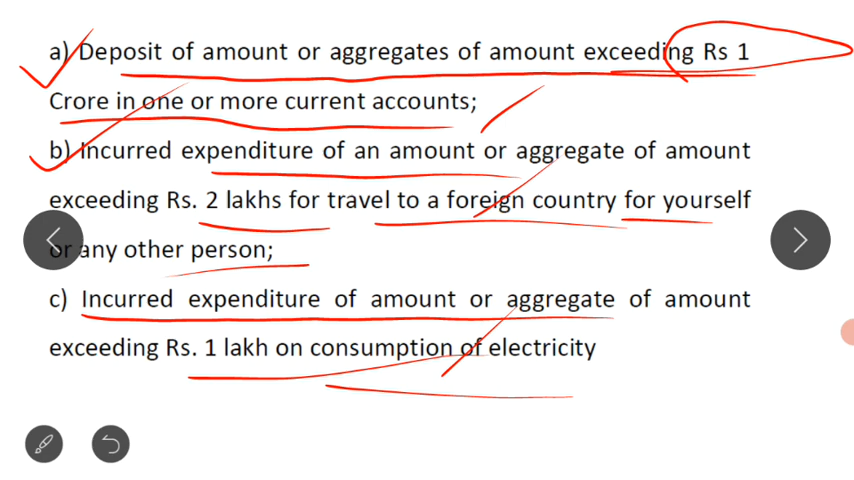 a) Deposit of amount or aggregates of amount exceeding Rs 1
Crore in one or more current accounts;
b) Incurred expenditure of an amount or aggregate of amount
exceeding Rs. 2 lakhs for travel to a foreign country for yourself
or any other person;
c) Incurred expenditure of amount or aggregate of amount
exceeding Rs. 1 lakh on consumption of electricity